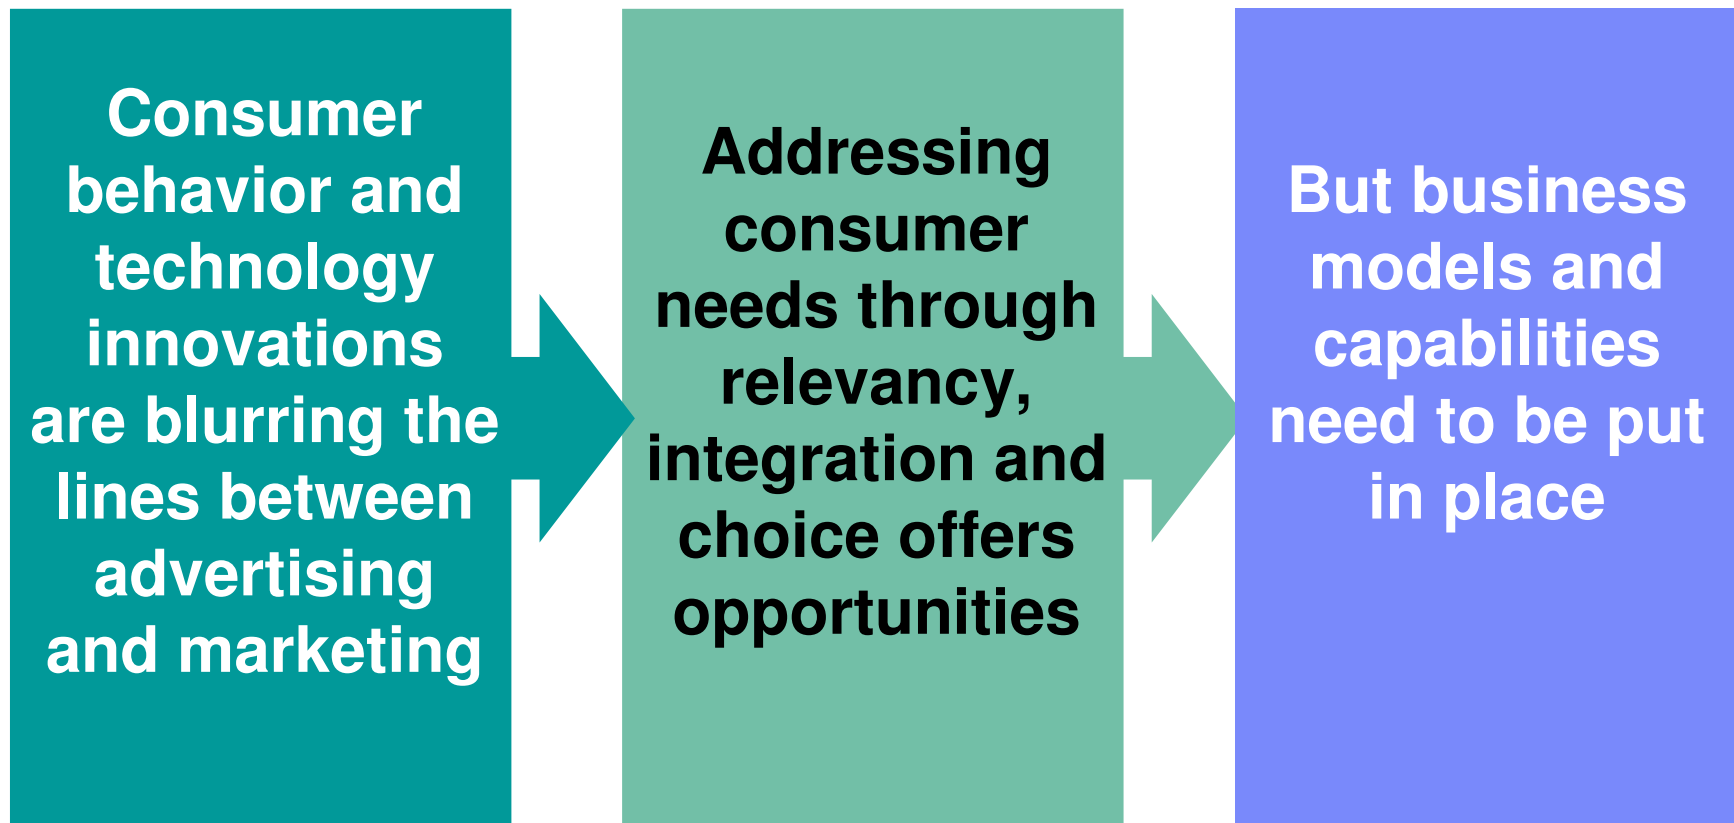 Consumer
behavior and
technology
innovations
are blurring the
lines between
advertising
and marketing
Addressing
consumer
needs through
relevancy,
integration and
choice offers
opportunities
But business
models and
capabilities
need to be put
in place